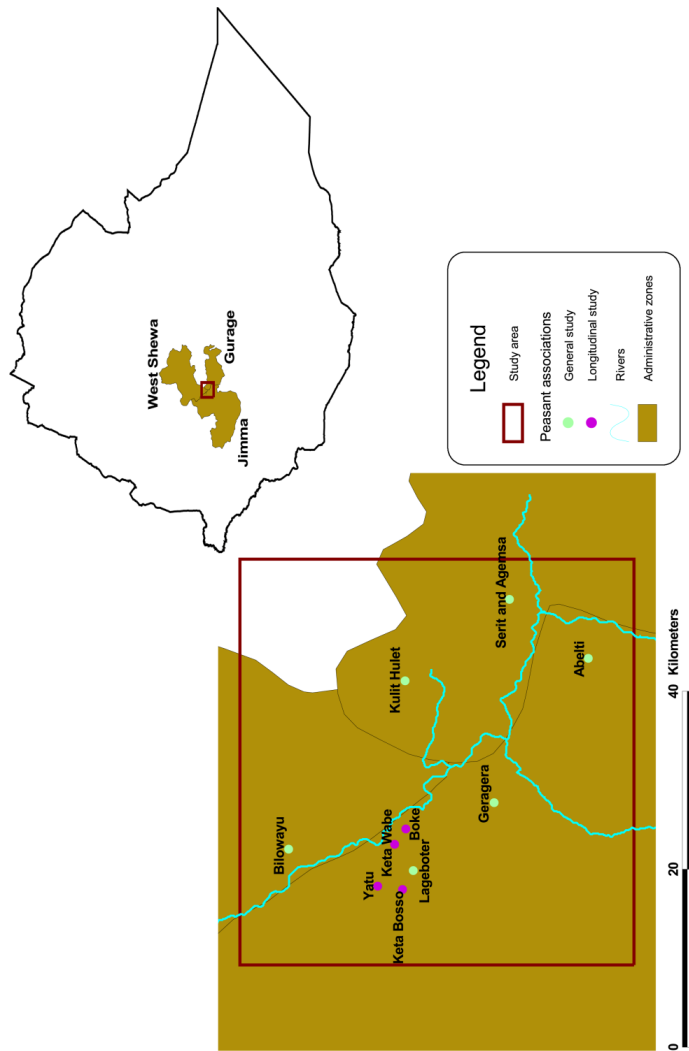 West Shewa
Gurage
Jimma
Bilowayu
Yatu
Keta Wabe
Boke
Keta Bosso
Lageboter
Kulit Hulet
Geragera
Serit and Agemsa
Abelti
0
20
40
Kilometers
Legend
Study area
Peasant associations
General study
Longitudinal study
Rivers
Administrative zones